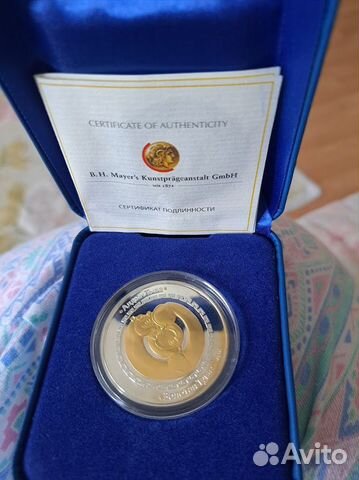 CERTIFICATE OF AUTHENTICITY
B. H. Mayer's Kunstprägeanstalt GmbH
seit 1871
СЕРТИФИКАТ ПОДЛИННОСТИ
Avito